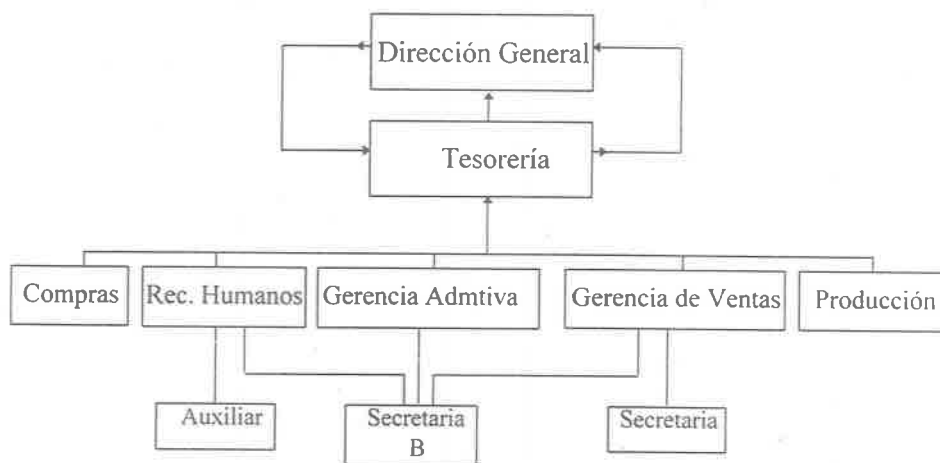 Dirección General
Tesorería
Compras
Rec. Humanos
Gerencia Admtiva
Gerencia de Ventas
Producción
Auxiliar
Secretaria
B
Secretaria